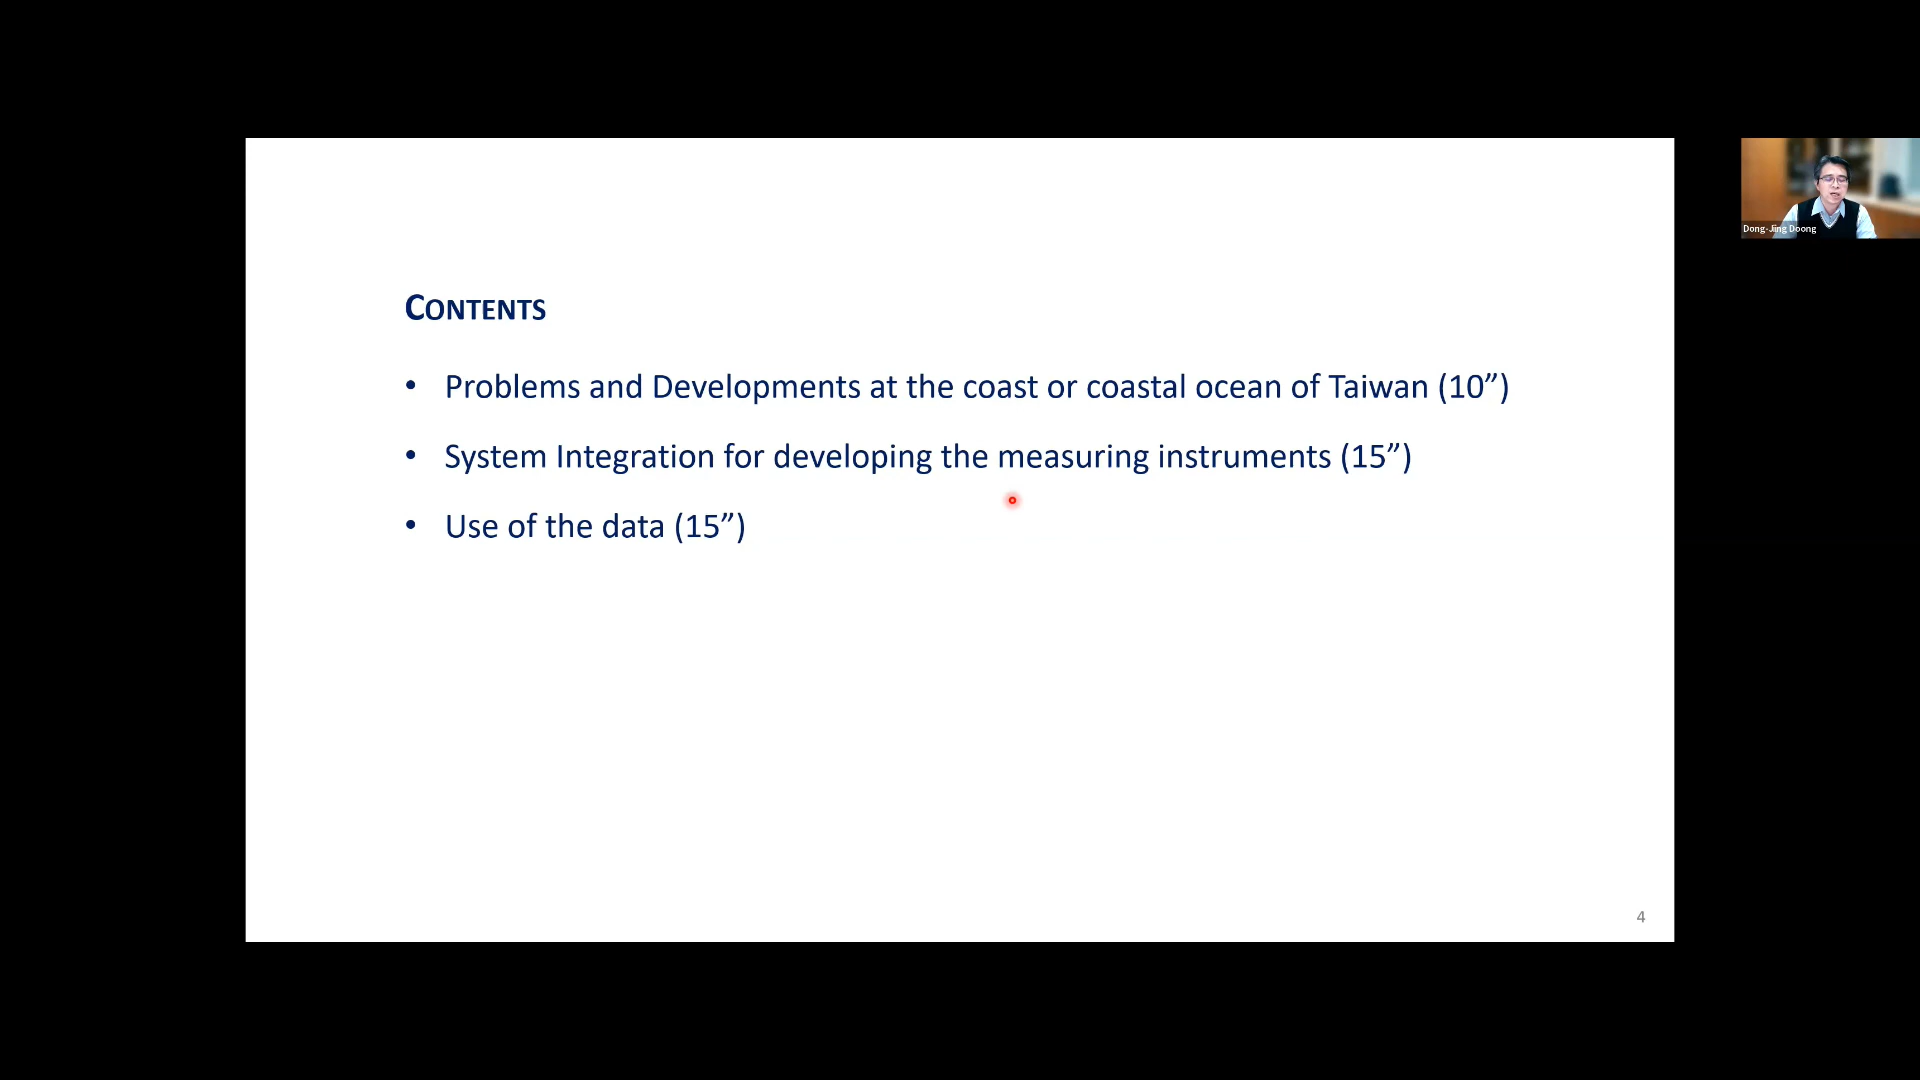 CONTENTS
• Problems and Developments at the coast or coastal ocean of Taiwan (10”)
• System Integration for developing the measuring instruments (15”)
• Use of the data (15”)
4
Dong-Jiing Doong